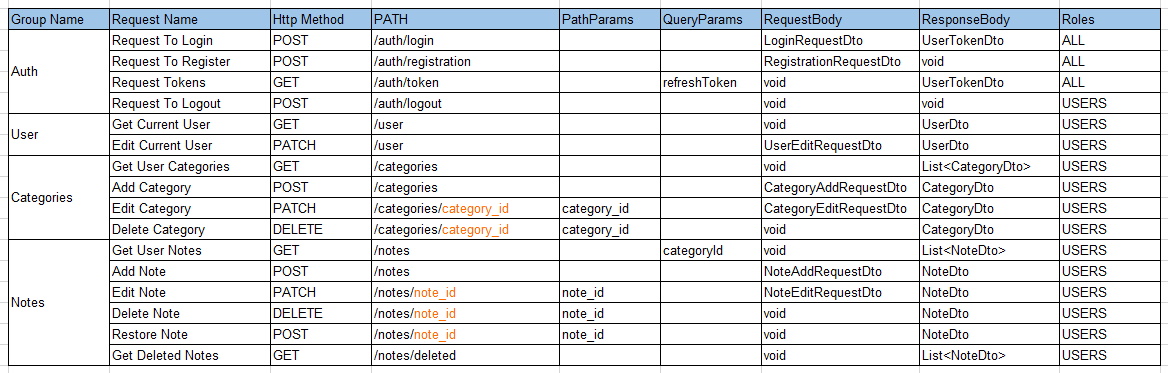 Group Name Request Name Http Method PATH PathParams QueryParams RequestBody ResponseBody Roles
Auth
Request To Login POST /auth/login LoginRequestDto UserTokenDto ALL
Request To Register POST /auth/registration RegistrationRequestDto void ALL
Request Tokens GET /auth/token refreshToken void UserTokenDto ALL
Request To Logout POST /auth/logout void void USERS
User
Get Current User GET /user void UserDto USERS
Edit Current User PATCH /user UserEditRequestDto UserDto USERS
Categories
Get User Categories GET /categories void List<CategoryDto> USERS
Add Category POST /categories CategoryAddRequestDto CategoryDto USERS
Edit Category PATCH /categories/category_id category_id CategoryEditRequestDto CategoryDto USERS
Delete Category DELETE /categories/category_id category_id void CategoryDto USERS
Notes
Get User Notes GET /notes categoryId void List<NoteDto> USERS
Add Note POST /notes NoteAddRequestDto NoteDto USERS
Edit Note PATCH /notes/note_id note_id NoteEditRequestDto NoteDto USERS
Delete Note DELETE /notes/note_id note_id void NoteDto USERS
Restore Note POST /notes/note_id note_id void NoteDto USERS
Get Deleted Notes GET /notes/deleted void List<NoteDto> USERS